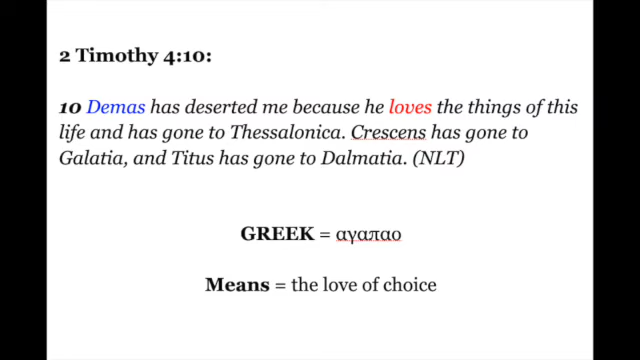 2 Timothy 4:10:
10 Demas has deserted me because he loves the things of this
life and has gone to Thessalonica. Crescens has gone to
Galatia, and Titus has gone to Dalmatia. (NLT)
GREEK = αγαπαο
Means = the love of choice